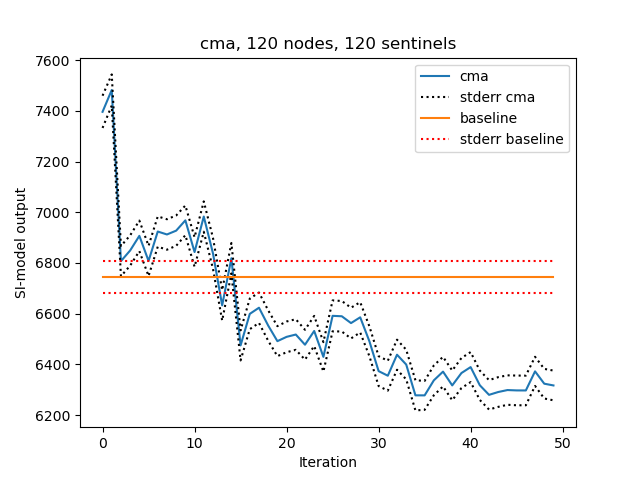 cma, 120 nodes, 120 sentinels
7600
7400
7200
7000
6800
6600
6400
6200
SI-model output
cma
stderr cma
baseline
stderr baseline
0 10 20 30 40 50
Iteration